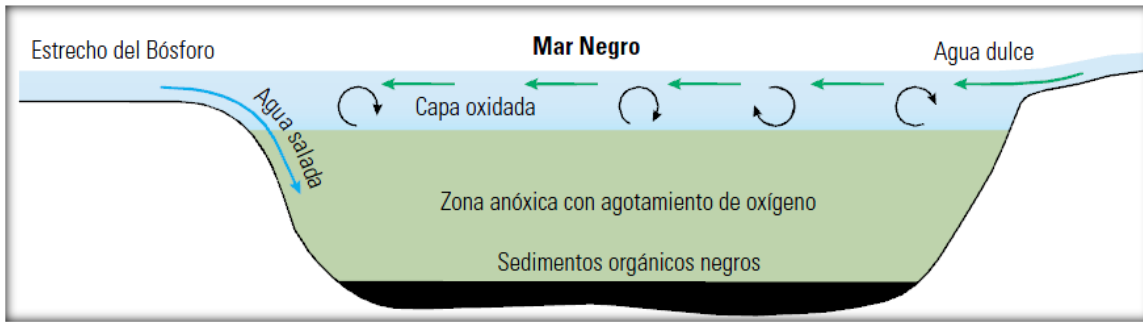 Estrecho del Bósforo
Mar Negro
Agua dulce
Agua salada
Capa oxidada
Zona anóxica con agotamiento de oxígeno
Sedimentos orgánicos negros